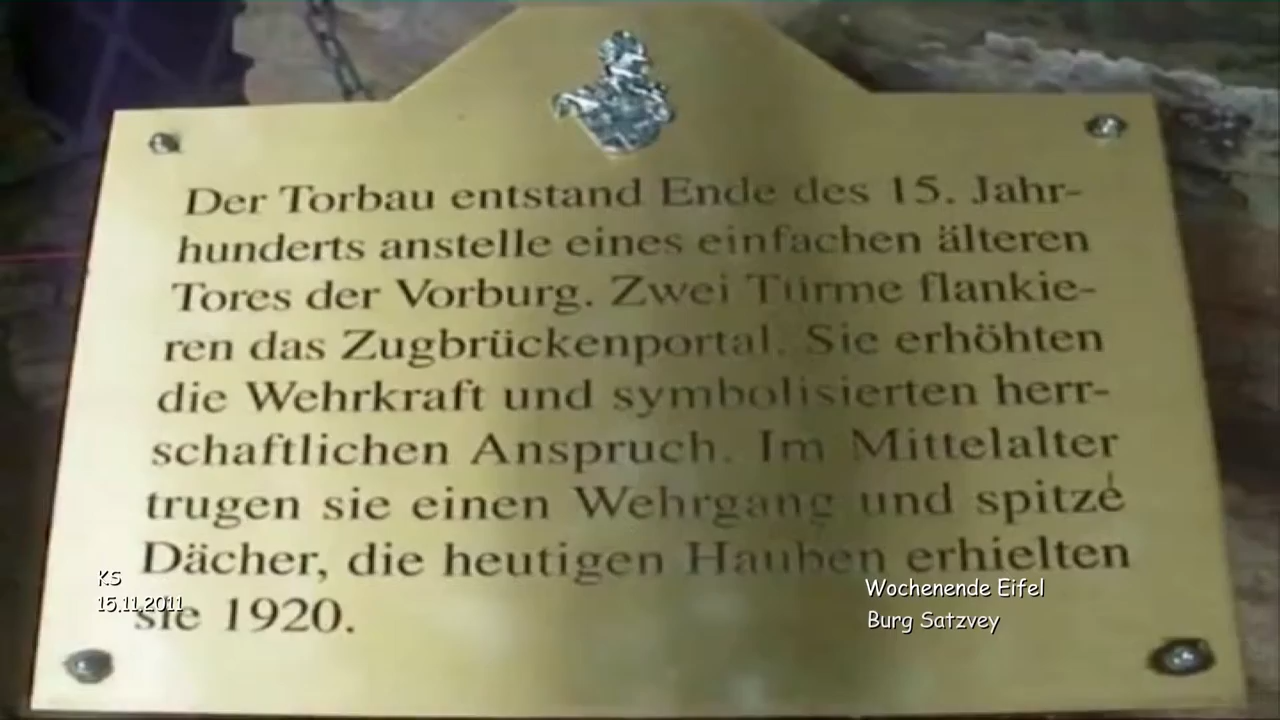 Der Torbau entstand Ende des 15. Jahr-
hunderts anstelle eines einfachen älteren
Tores der Vorburg. Zwei Türme flankie-
ren das Zugbrückenportal. Sie erhöhten
die Wehrkraft und symbolisierten herr-
schaftlichen Anspruch. Im Mittelalter
trugen sie einen Wehrgang und spitze
Dächer, die heutigen Hauben erhielten
sie 1920.
KS
15.11.2011
Wochenende Eifel
Burg Satzvey